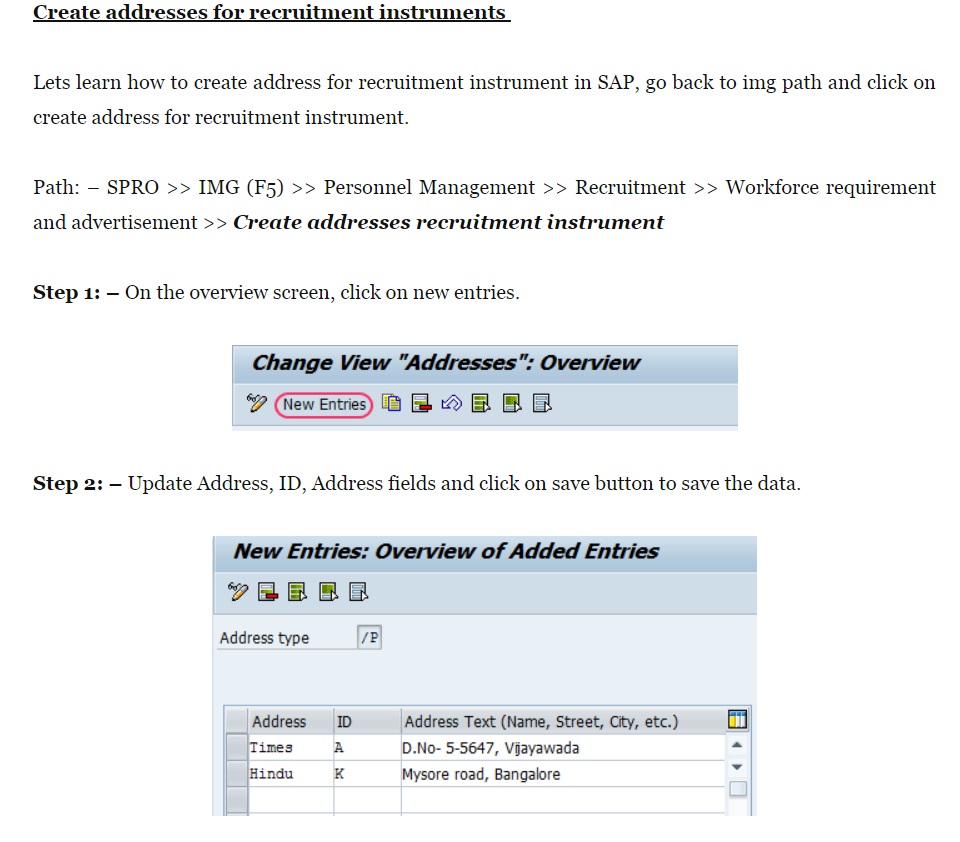 Create addresses for recruitment instruments
Lets learn how to create address for recruitment instrument in SAP, go back to img path and click on
create address for recruitment instrument.
Path: – SPRO >> IMG (F5) >> Personnel Management >> Recruitment >> Workforce requirement
and advertisement >> Create addresses recruitment instrument
Step 1: – On the overview screen, click on new entries.
Change View "Addresses": Overview
New Entries
Step 2: – Update Address, ID, Address fields and click on save button to save the data.
New Entries: Overview of Added Entries
Address type /P
Address ID Address Text (Name, Street, City, etc.)
Times A D.No- 5-5647, Vijayawada
Hindu K Mysore road, Bangalore